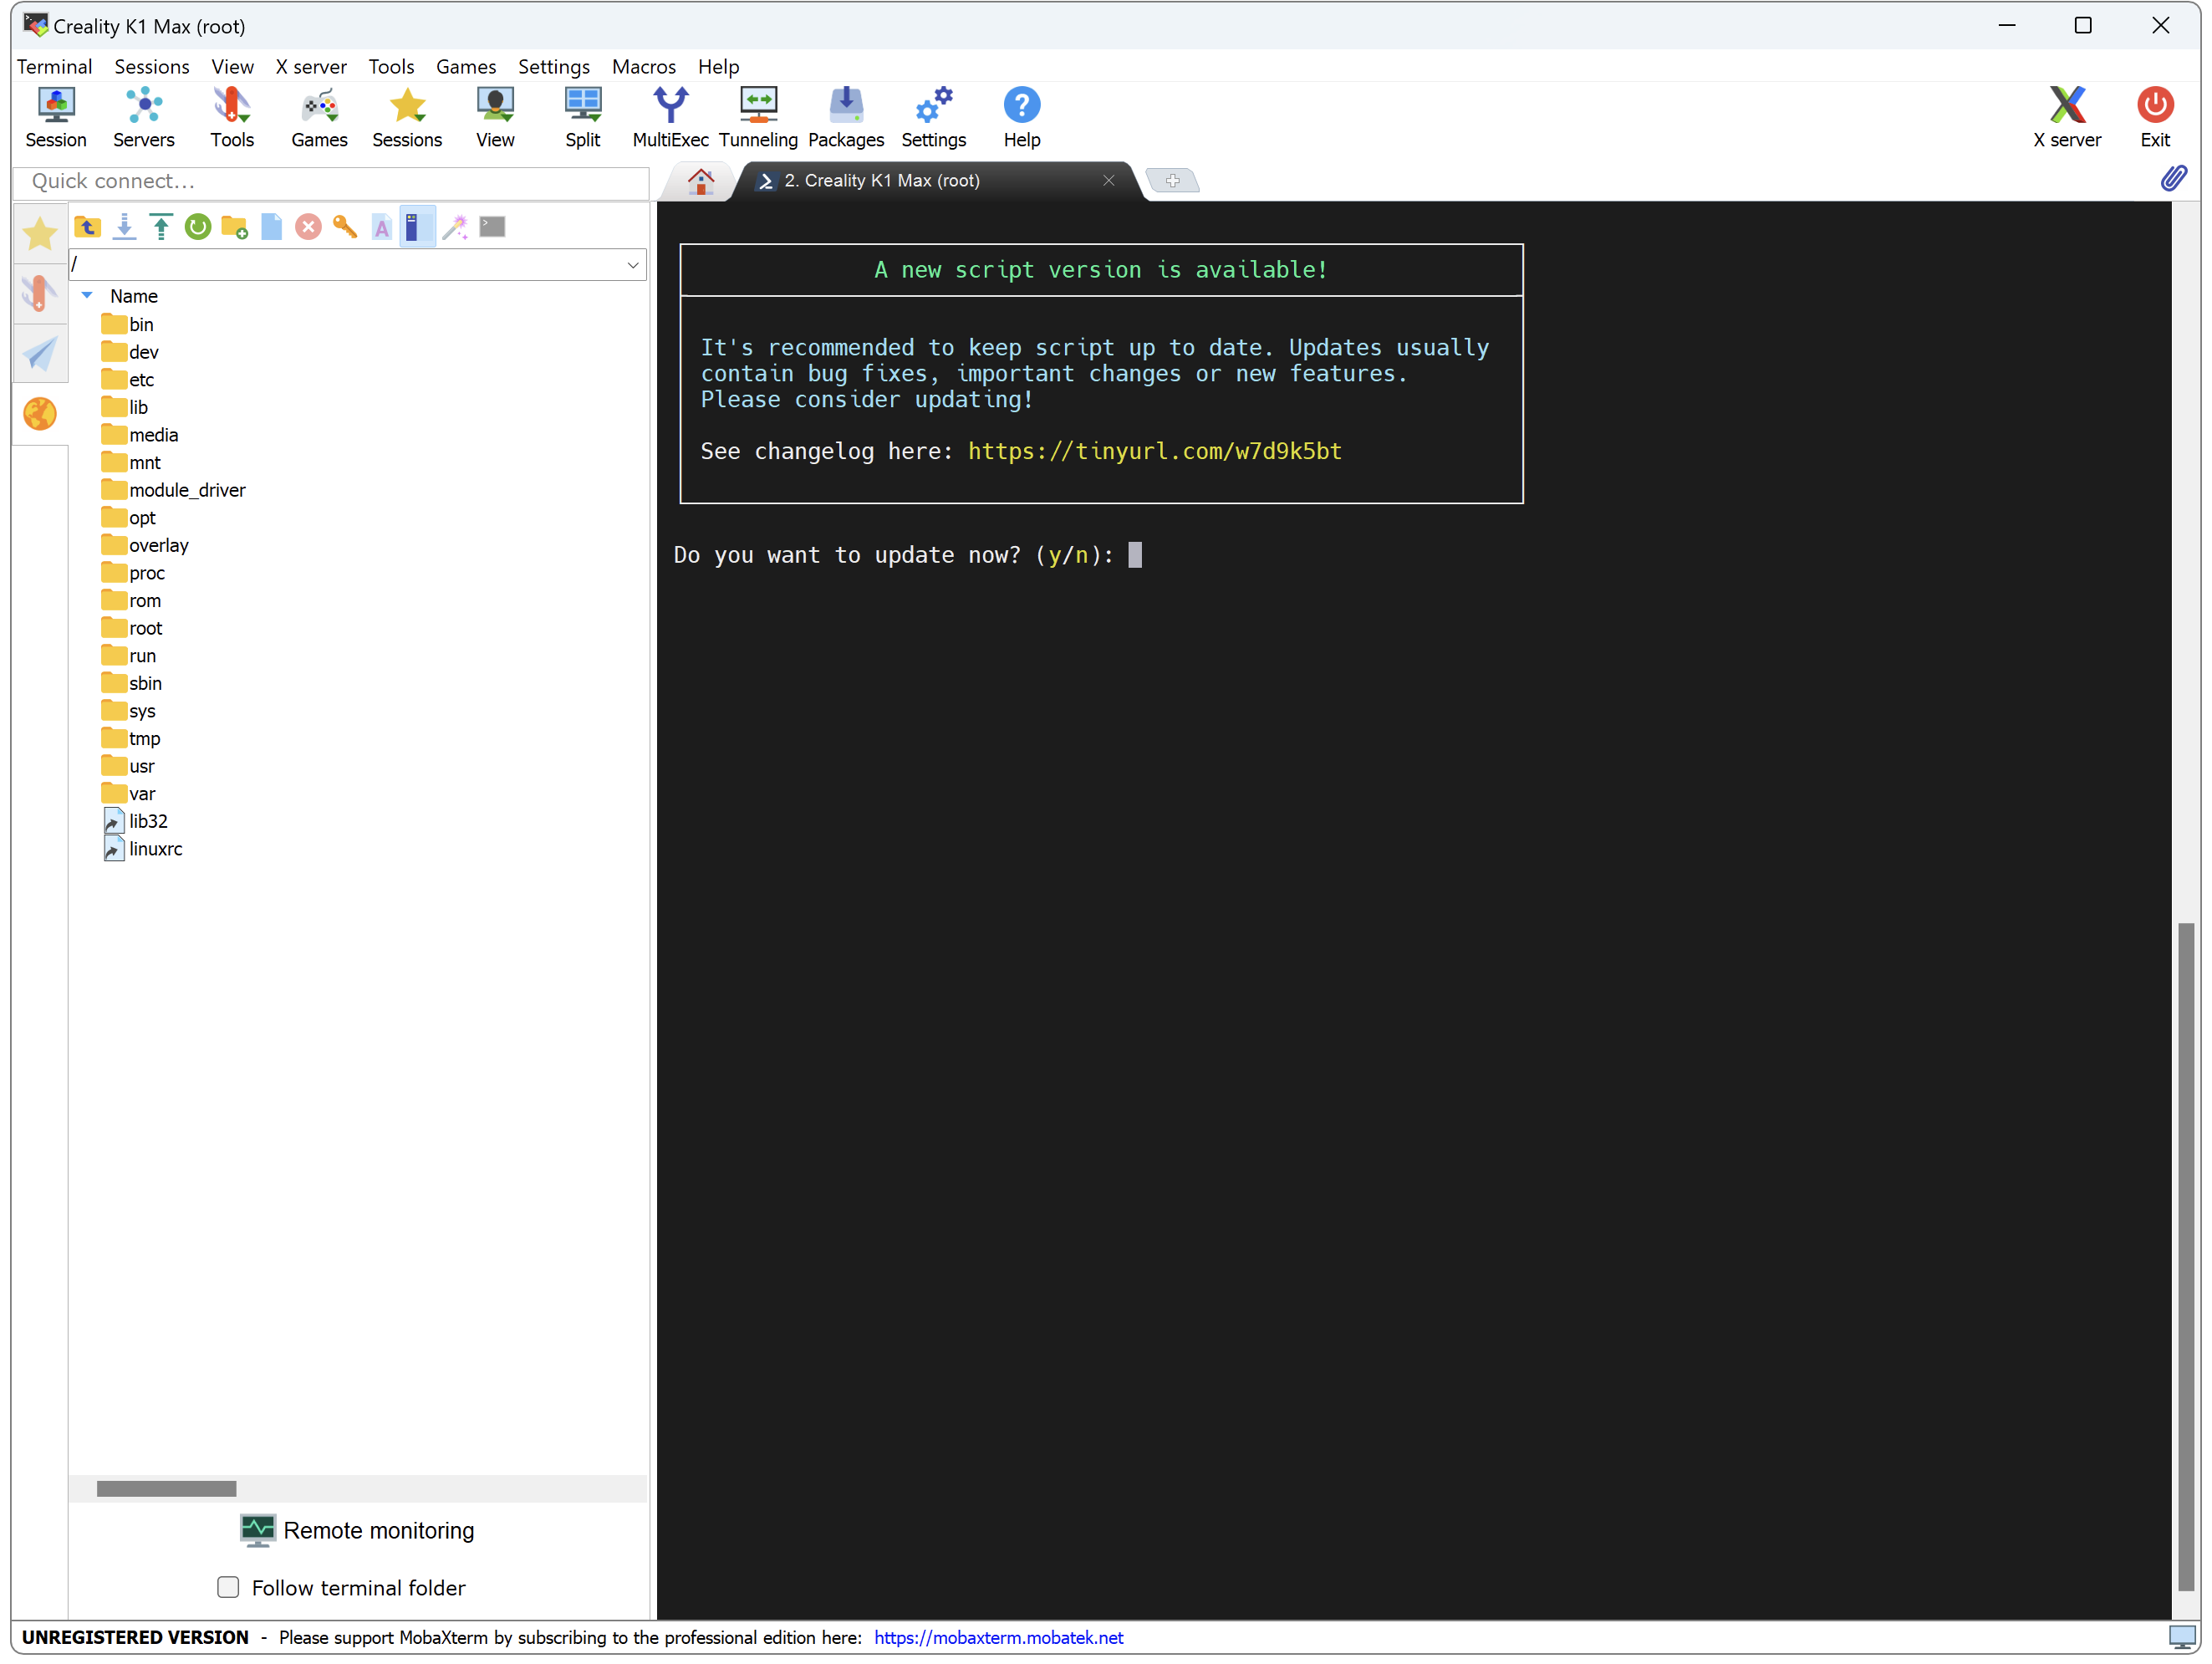 Creality K1 Max (root)
Terminal Sessions View X server Tools Games Settings Macros Help
Session Servers Tools Games Sessions View Split MultiExec Tunneling Packages Settings Help X server Exit
Quick connect...
2. Creality K1 Max (root)
/
Name
bin
dev
etc
lib
media
mnt
module_driver
opt
overlay
proc
rom
root
run
sbin
sys
tmp
usr
var
lib32
linuxrc
Remote monitoring
Follow terminal folder
A new script version is available!
It's recommended to keep script up to date. Updates usually
contain bug fixes, important changes or new features.
Please consider updating!
See changelog here: https://tinyurl.com/w7d9k5bt
Do you want to update now? (y/n):
UNREGISTERED VERSION - Please support MobaXterm by subscribing to the professional edition here: https://mobaxterm.mobatek.net